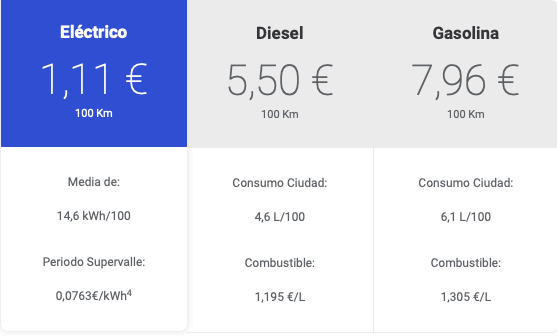 Eléctrico
1,11 €
100 Km
Media de:
14,6 kWh/100
Periodo Supervalle:
0,0763€/kWh⁴
Diesel
5,50 €
100 Km
Consumo Ciudad:
4,6 L/100
Combustible:
1,195 €/L
Gasolina
7,96 €
100 Km
Consumo Ciudad:
6,1 L/100
Combustible:
1,305 €/L